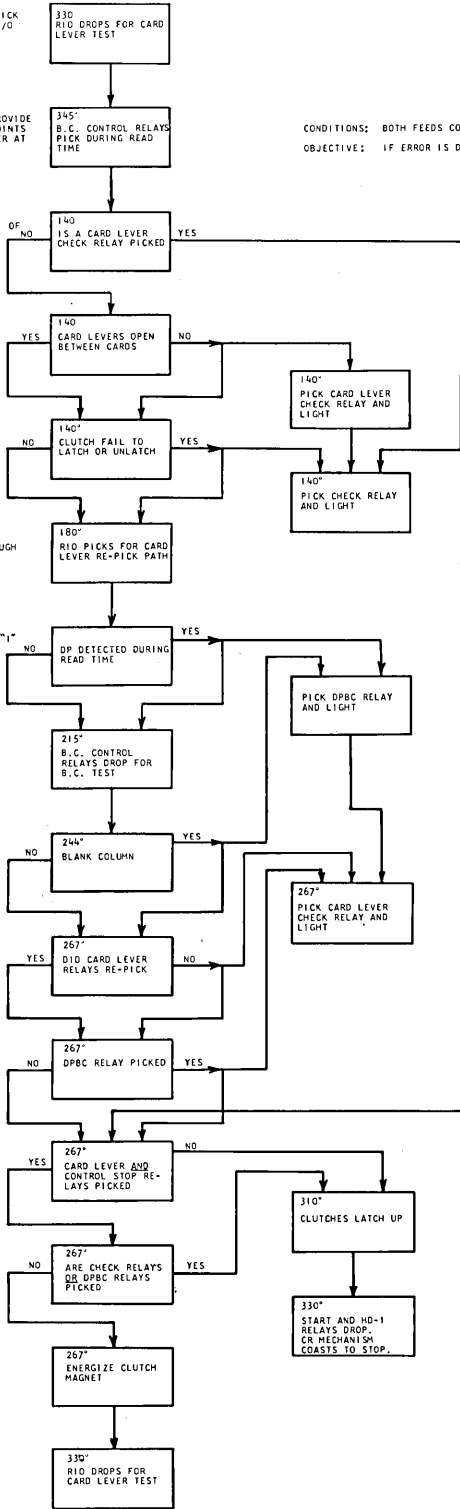 ICK
/O
330
RIO DROPS FOR CARD
LEVER TEST
ROVIDE
OINTS
ER AT
345°
B.C. CONTROL RELAYS
PICK DURING READ
TIME
CONDITIONS: BOTH FEEDS CO
OBJECTIVE: IF ERROR IS D
OF
NO
140
IS A CARD LEVER
CHECK RELAY PICKED
YES
YES
140
CARD LEVERS OPEN
BETWEEN CARDS
NO
140°
PICK CARD LEVER
CHECK RELAY AND
LIGHT
NO
140°
CLUTCH FAIL TO
LATCH OR UNLATCH
YES
140°
PICK CHECK RELAY
AND LIGHT
UGH
180°
RIO PICKS FOR CARD
LEVER RE-PICK PATH
"1"
NO
DP DETECTED DURING
READ TIME
YES
PICK DPBC RELAY
AND LIGHT
215°
B.C. CONTROL
RELAYS DROP FOR
B.C. TEST
NO
244°
BLANK COLUMN
YES
267°
PICK CARD LEVER
CHECK RELAY AND
LIGHT
YES
267°
DID CARD LEVER
RELAYS RE-PICK
NO
NO
267°
DPBC RELAY PICKED
YES
YES
267°
CARD LEVER AND
CONTROL STOP RE-
LAYS PICKED
NO
310°
CLUTCHES LATCH UP
NO
267°
ARE CHECK RELAYS
OR DPBC RELAYS
PICKED
YES
330°
START AND HD-1
RELAYS DROP.
CR MECHANISM
COASTS TO STOP.
267°
ENERGIZE CLUTCH
MAGNET
330°
RIO DROPS FOR
CARD LEVER TEST